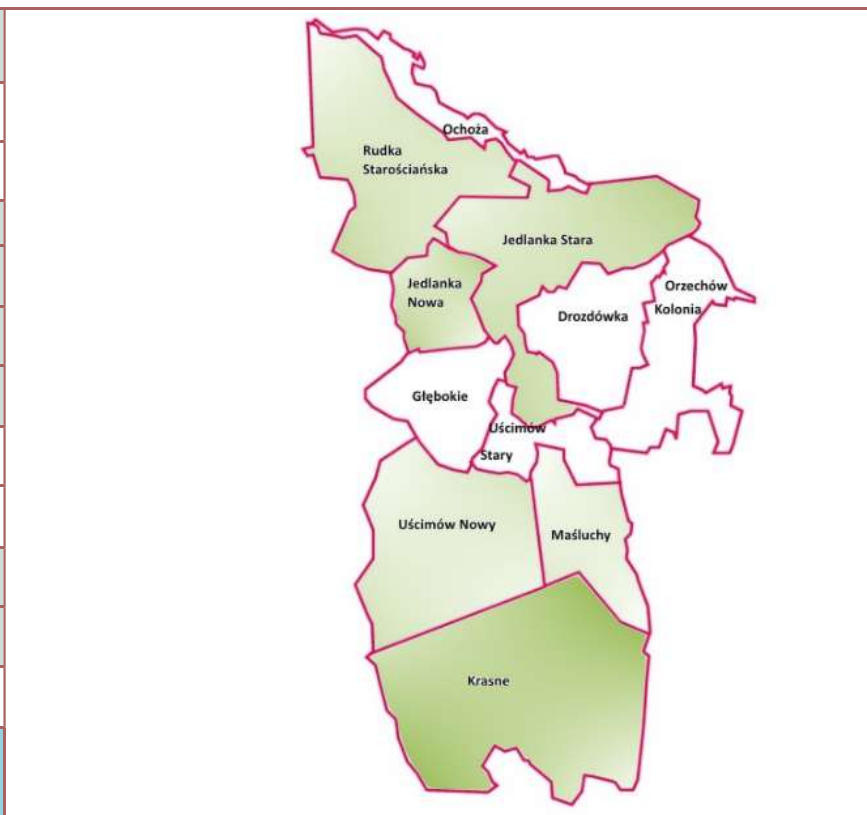 Ochoża
Rudka
Starościańska
Jedlanka Stara
Jedlanka
Nowa
Orzechów
Kolonia
Drozdówka
Głębokie
Uścimów
Stary
Uścimów Nowy
Maśluchy
Krasne